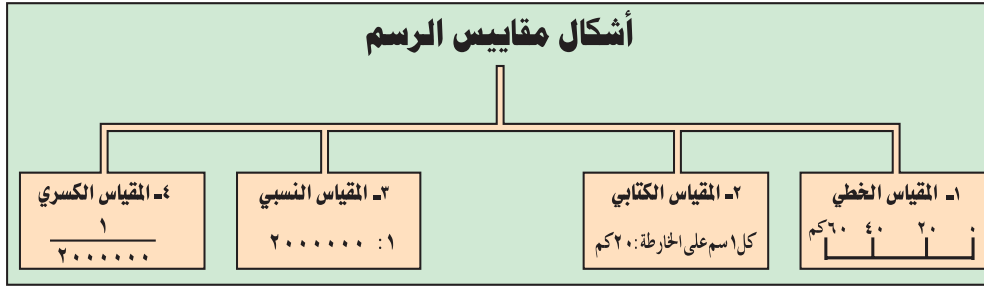 أشكال مقاييس الرسم
١ـ المقياس الخطي
٠ ٢٠ ٤٠ ٦٠كم
٢ـ المقياس الكتابي
كل ١سم على الخارطة : ٢٠كم
٣ـ المقياس النسبي
١ : ٢٠٠٠٠٠٠
٤ـ المقياس الكسري
١
٢٠٠٠٠٠٠